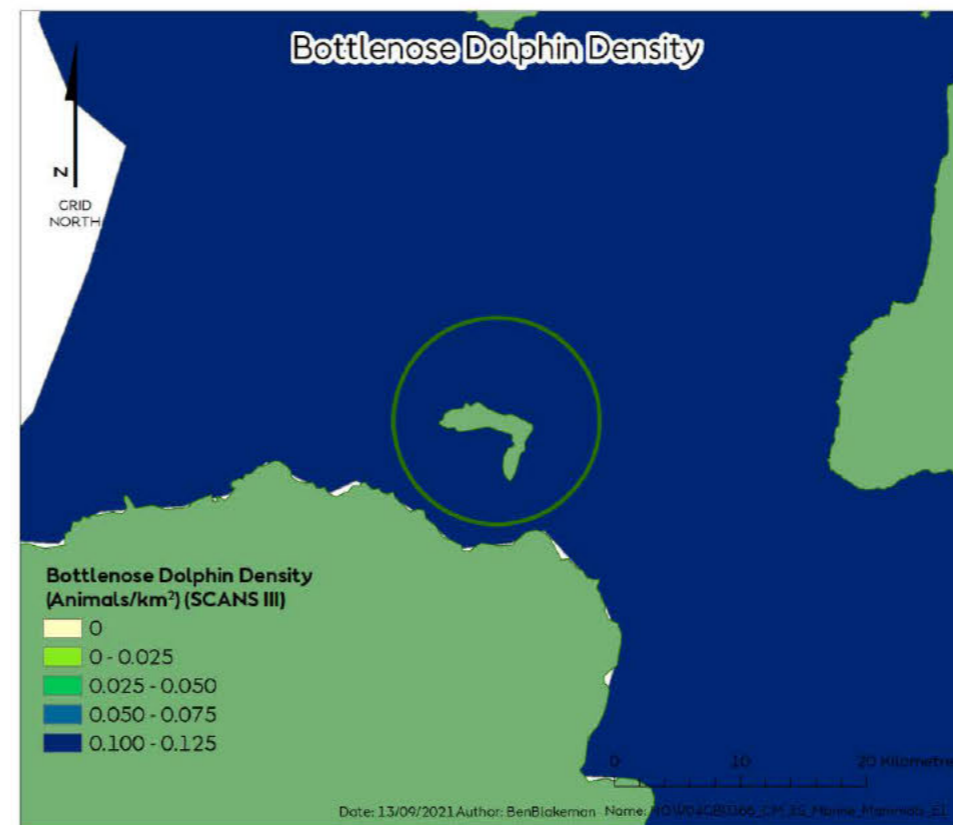 Bottlenose Dolphin Density
N
GRID
NORTH
Bottlenose Dolphin Density
(Animals/km²) (SCANS III)
0
0 - 0.025
0.025 - 0.050
0.050 - 0.075
0.100 - 0.125
0 10 20 Kilometre
Date: 13/09/2021 Author: BenBlakeman Name: